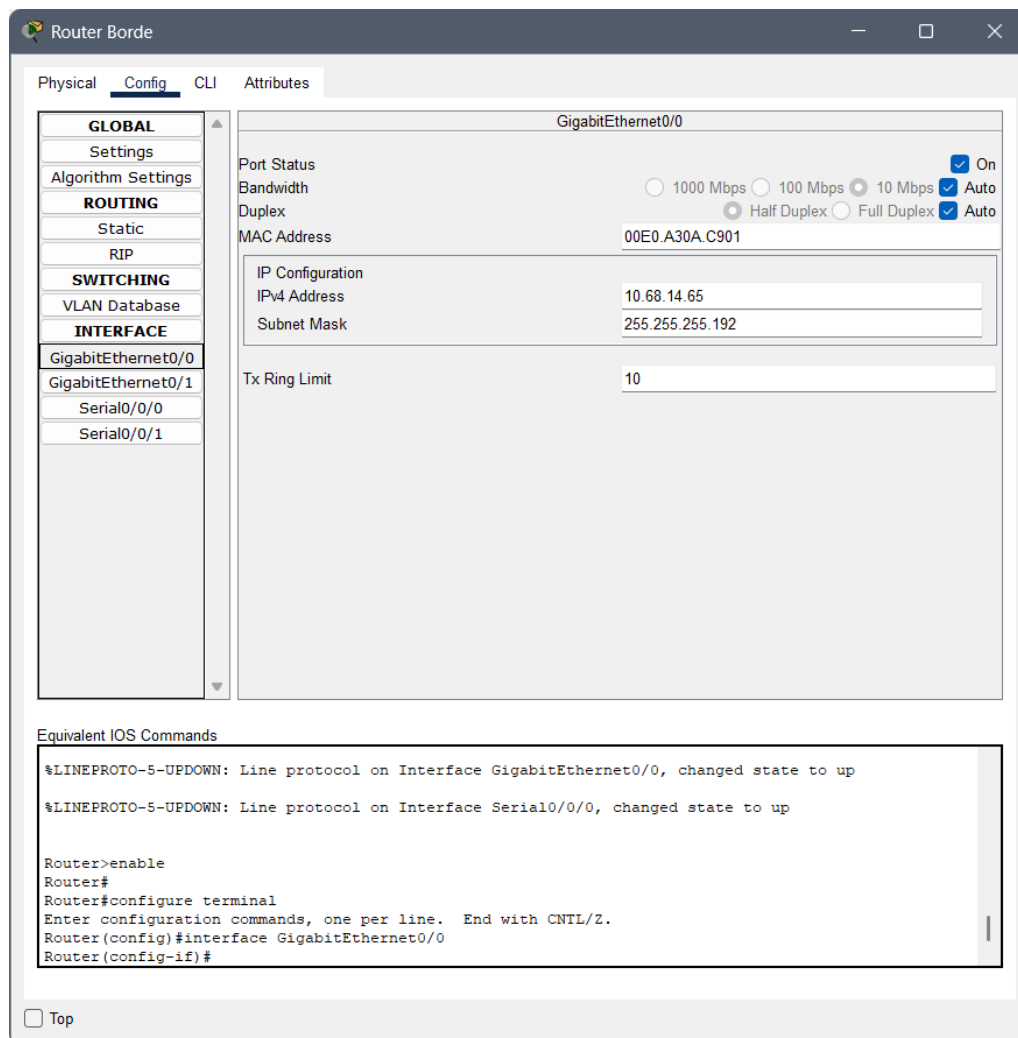 Router Borde
Physical Config CLI Attributes
GLOBAL
Settings
Algorithm Settings
ROUTING
Static
RIP
SWITCHING
VLAN Database
INTERFACE
GigabitEthernet0/0
GigabitEthernet0/1
Serial0/0/0
Serial0/0/1
GigabitEthernet0/0
Port Status On
Bandwidth 1000 Mbps 100 Mbps 10 Mbps Auto
Duplex Half Duplex Full Duplex Auto
MAC Address 00E0.A30A.C901
IP Configuration
IPv4 Address 10.68.14.65
Subnet Mask 255.255.255.192
Tx Ring Limit 10
Equivalent IOS Commands
%LINEPROTO-5-UPDOWN: Line protocol on Interface GigabitEthernet0/0, changed state to up
%LINEPROTO-5-UPDOWN: Line protocol on Interface Serial0/0/0, changed state to up
Router>enable
Router#
Router#configure terminal
Enter configuration commands, one per line. End with CNTL/Z.
Router(config)#interface GigabitEthernet0/0
Router(config-if)#
Top